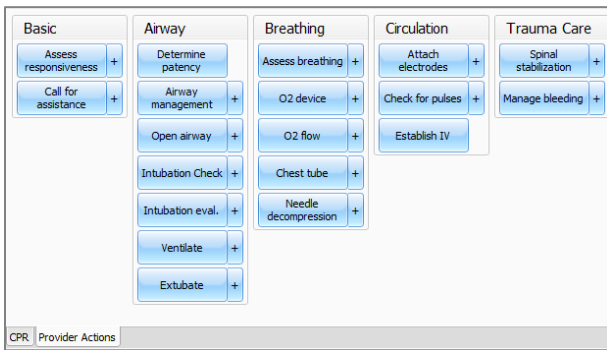 Basic
Assess
responsiveness +
Call for
assistance +
Airway
Determine
patency
Airway
management +
Open airway +
Intubation Check +
Intubation eval. +
Ventilate +
Extubate +
Breathing
Assess breathing +
O2 device +
O2 flow +
Chest tube +
Needle
decompression +
Circulation
Attach
electrodes +
Check for pulses +
Establish IV
Trauma Care
Spinal
stabilization +
Manage bleeding +
CPR Provider Actions